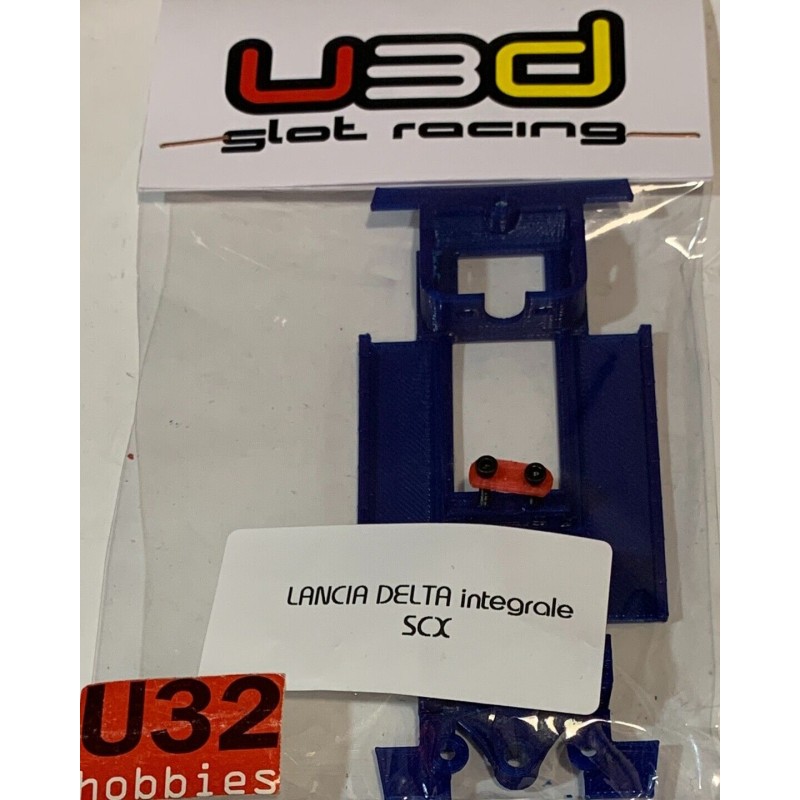 u3d
slot racing
LANCIA DELTA integrale
SCX
U32
hobbies